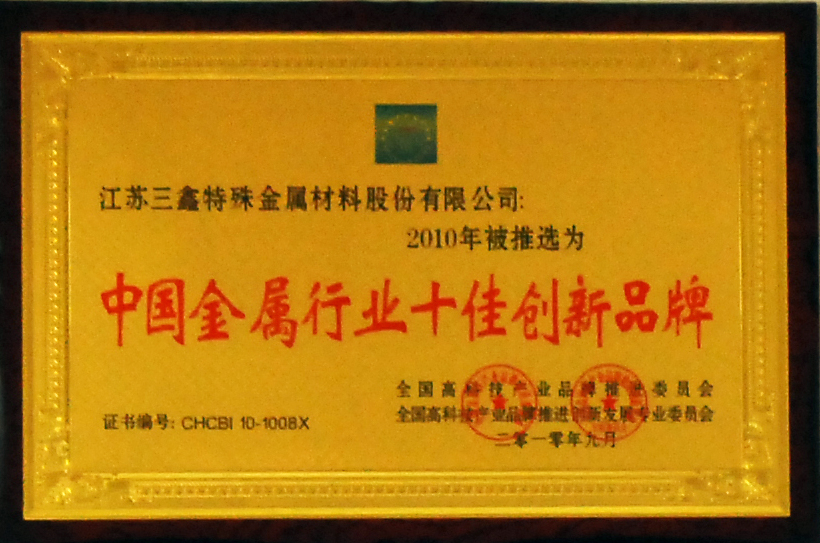 江苏三鑫特殊金属材料股份有限公司:
2010年被推选为
中国金属行业十佳创新品牌
全国高科技产业品牌推进委员会
证书编号: CHCBI 10-1008X
全国高科技产业品牌推进创新发展专业委员会
二零一零年九月